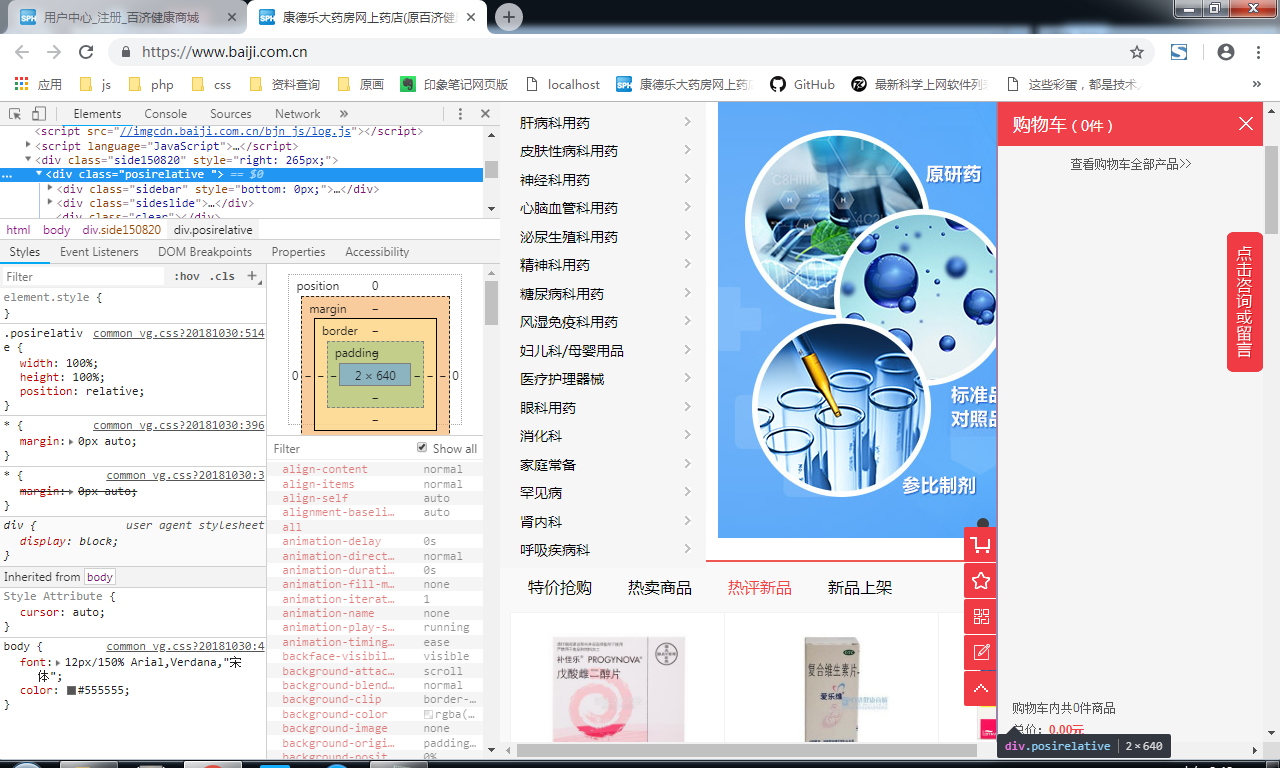 用户中心_注册_百济健康商城
康德乐大药房网上药店(原百济健
https://www.baiji.com.cn
应用
js
php
css
资料查询
原画
印象笔记网页版
localhost
康德乐大药房网上药店
GitHub
最新科学上网软件列表
这些彩蛋，都是技术人
»
Elements Console Sources Network »
<script src="//imgcdn.baiji.com.cn/bjn_js/log.js"></script>
<script language="JavaScript">…</script>
<div class="side150820" style="right: 265px;">
<div class="posirelative "> == $0
<div class="sidebar" style="bottom: 0px;">…</div>
<div class="sideslide">…</div>
<div class="clear"></div>
html body div.side150820 div.posirelative
Styles Event Listeners DOM Breakpoints Properties Accessibility
Filter :hov .cls +
element.style {
}
.posirelativ common_vg.css?20181030:514
e {
width: 100%;
height: 100%;
position: relative;
}
* { common_vg.css?20181030:396
margin: 0px auto;
}
* { common_vg.css?20181030:3
margin: 0px auto;
}
div { user agent stylesheet
display: block;
}
Inherited from body
Style Attribute {
cursor: auto;
}
body { common_vg.css?20181030:4
font: 12px/150% Arial,Verdana,"宋
体";
color: #555555;
}
position 0
margin –
border –
padding –
0 – – – 2 × 640 – – – 0
–
–
Filter Show all
align-content normal
align-items normal
align-self auto
alignment-baseli… auto
all
animation-delay 0s
animation-direct… normal
animation-durati… 0s
animation-fill-m… none
animation-iterat… 1
animation-name none
animation-play-s… running
animation-timing… ease
backface-visibil… visible
background-attac… scroll
background-blend… normal
background-clip border-…
background-color rgba(…
background-image none
background-origi… padding…
background-posit… 0%
肝病科用药
皮肤性病科用药
神经科用药
心脑血管科用药
泌尿生殖科用药
精神科用药
糖尿病科用药
风湿免疫科用药
妇儿科/母婴用品
医疗护理器械
眼科用药
消化科
家庭常备
罕见病
肾内科
呼吸疾病科
原研药
标准品
对照品
参比制剂
特价抢购 热卖商品 热评新品 新品上架
补佳乐® PROGYNOVA®
戊酸雌二醇片
复合维生素片
爱乐维
购物车 ( 0件 )
查看购物车全部产品>>
点击咨询或留言
购物车内共0件商品
总价: 0.00元
div.posirelative 2×640